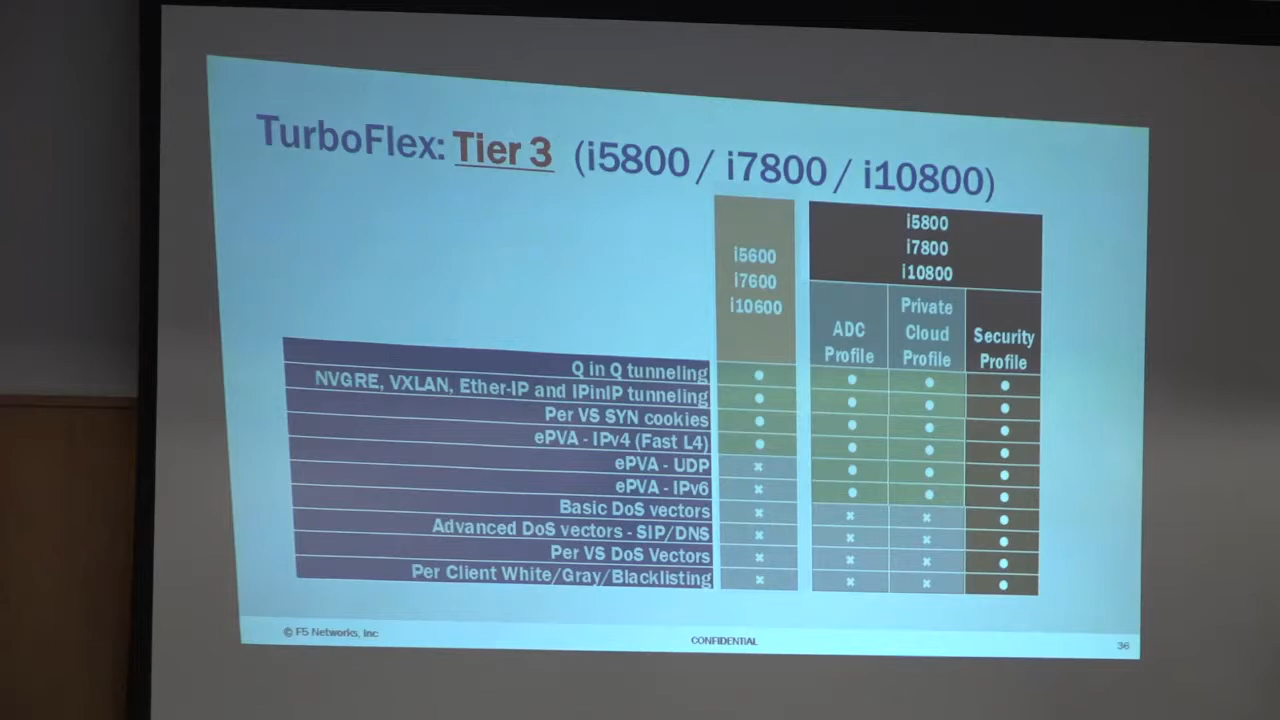 TurboFlex: Tier 3 (i5800 / i7800 / i10800)
i5600
i7600
i10600
i5800
i7800
i10800
ADC
Profile
Private
Cloud
Profile
Security
Profile
Q in Q tunneling ● ● ● ●
NVGRE, VXLAN, Ether-IP and IPinIP tunneling ● ● ● ●
Per VS SYN cookies ● ● ● ●
ePVA - IPv4 (Fast L4) ● ● ● ●
ePVA - UDP × ● ● ●
ePVA - IPv6 × ● ● ●
Basic DoS vectors × × × ●
Advanced DoS vectors - SIP/DNS × × × ●
Per VS DoS Vectors × × × ●
Per Client White/Gray/Blacklisting × × × ●
© F5 Networks, Inc
CONFIDENTIAL
36